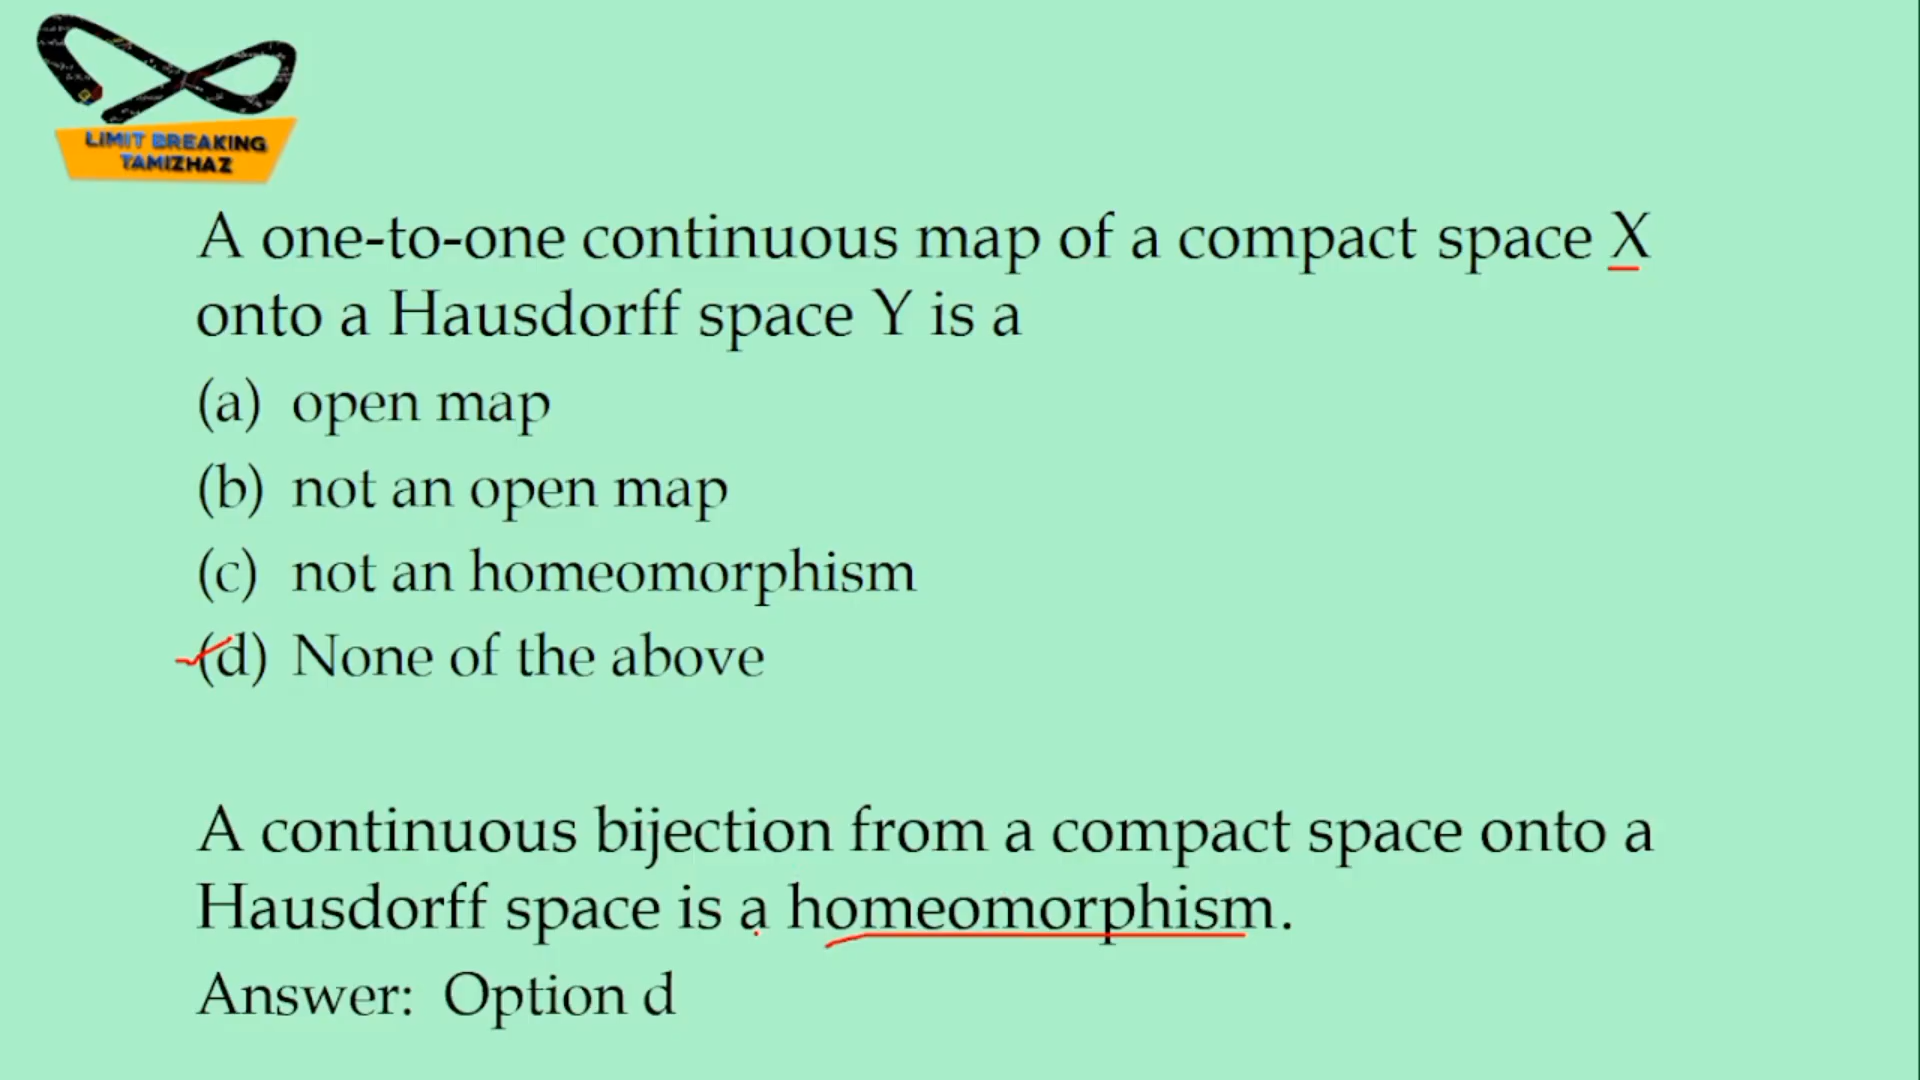 LIMIT BREAKING
TAMIZHAZ
A one-to-one continuous map of a compact space X
onto a Hausdorff space Y is a
(a) open map
(b) not an open map
(c) not an homeomorphism
(d) None of the above
A continuous bijection from a compact space onto a
Hausdorff space is a homeomorphism.
Answer: Option d